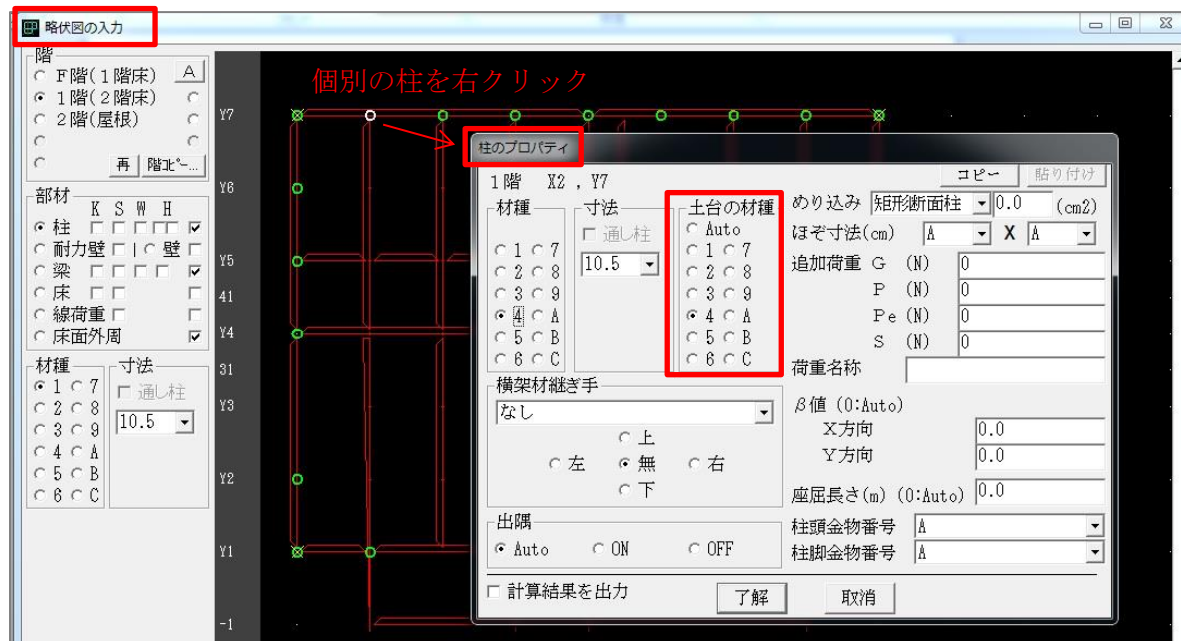 略伏図の入力
階
F階(1階床)
A
1階(2階床)
2階(屋根)
再
階ｺﾋﾟｰ...
部材
K S W H
柱
耐力壁 | 壁
梁
床
線荷重
床面外周
材種
1 7
2 8
3 9
4 A
5 B
6 C
寸法
通し柱
10.5
Y7
Y6
Y5
41
Y4
31
Y3
Y2
Y1
-1
個別の柱を右クリック
柱のプロパティ
1階 X2 , Y7
コピー
貼り付け
材種
1 7
2 8
3 9
4 A
5 B
6 C
寸法
通し柱
10.5
土台の材種
Auto
1 7
2 8
3 9
4 A
5 B
6 C
横架材継ぎ手
なし
上
左 無 右
下
出隅
Auto ON OFF
めり込み 矩形断面柱 0.0 (cm2)
ほぞ寸法(cm) A X A
追加荷重 G (N) 0
P (N) 0
Pe (N) 0
S (N) 0
荷重名称
β値 (0:Auto)
X方向 0.0
Y方向 0.0
座屈長さ(m) (0:Auto) 0.0
柱頭金物番号 A
柱脚金物番号 A
計算結果を出力
了解
取消